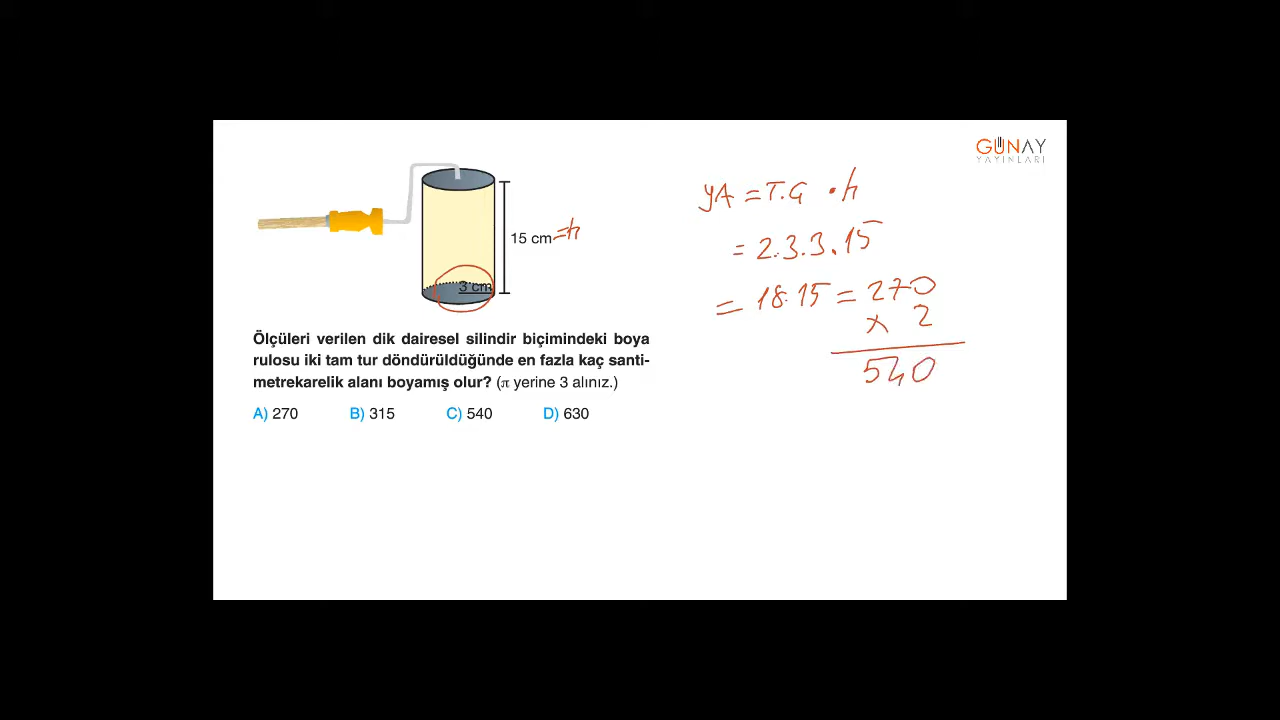 GÜNAY
YAYINLARI
15 cm =h
3 cm
Ölçüleri verilen dik dairesel silindir biçimindeki boya
rulosu iki tam tur döndürüldüğünde en fazla kaç santi-
metrekarelik alanı boyamış olur? (π yerine 3 alınız.)
A) 270 B) 315 C) 540 D) 630
YA = T.G . h
= 2.3.3.15
= 18.15 = 270
x 2
540